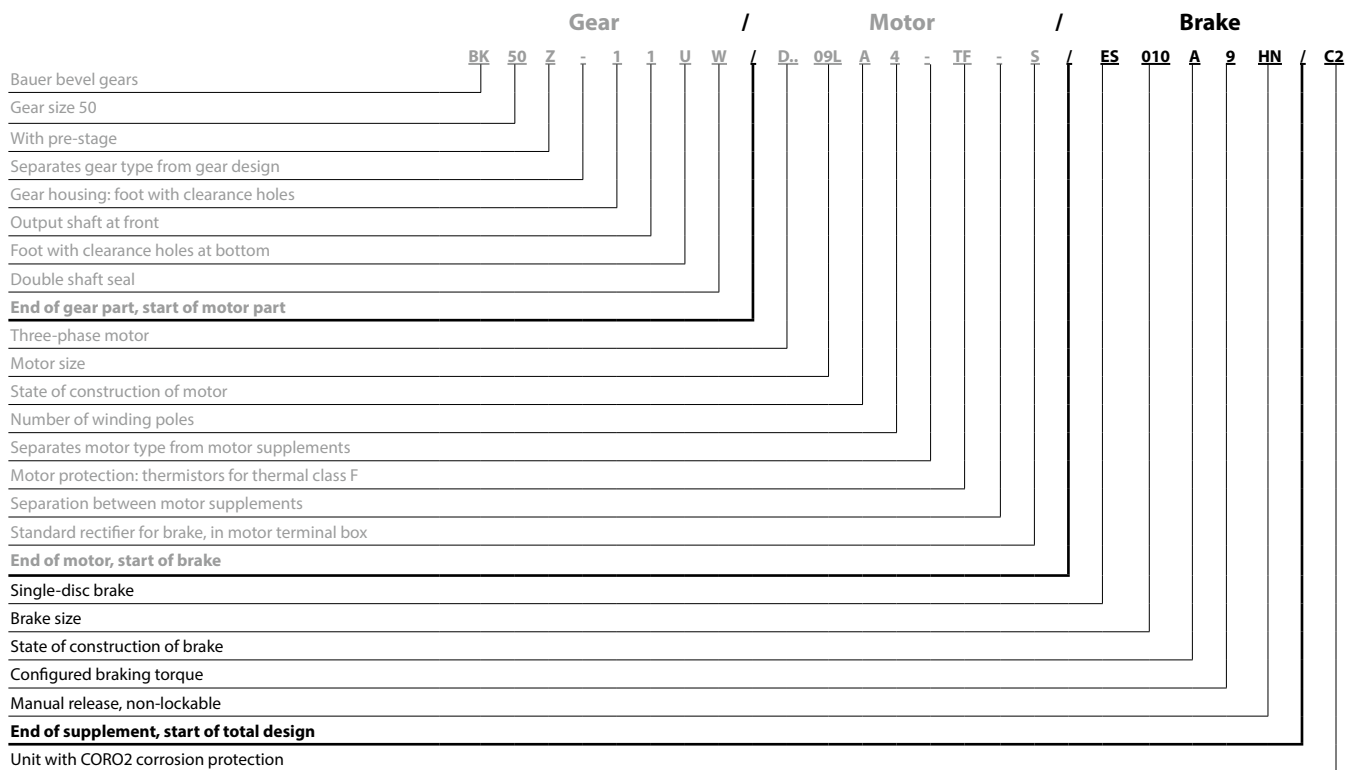 Gear / Motor / Brake
BK 50 Z - 1 1 U W / D.. 09L A 4 - TF - S / ES 010 A 9 HN / C2
Bauer bevel gears
Gear size 50
With pre-stage
Separates gear type from gear design
Gear housing: foot with clearance holes
Output shaft at front
Foot with clearance holes at bottom
Double shaft seal
End of gear part, start of motor part
Three-phase motor
Motor size
State of construction of motor
Number of winding poles
Separates motor type from motor supplements
Motor protection: thermistors for thermal class F
Separation between motor supplements
Standard rectifier for brake, in motor terminal box
End of motor, start of brake
Single-disc brake
Brake size
State of construction of brake
Configured braking torque
Manual release, non-lockable
End of supplement, start of total design
Unit with CORO2 corrosion protection